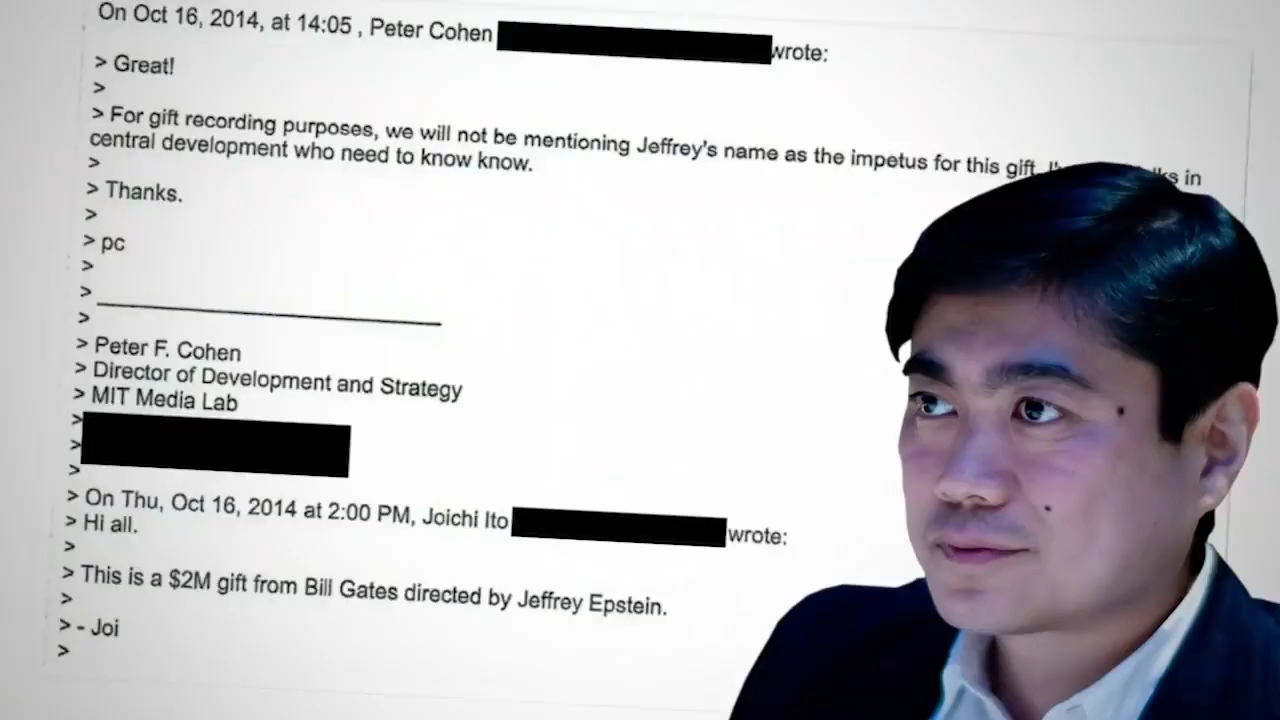 On Oct 16, 2014, at 14:05 , Peter Cohen wrote:
> Great!
>
> For gift recording purposes, we will not be mentioning Jeffrey's name as the impetus for this gift. in
central development who need to know know.
>
> Thanks.
>
> pc
>
> ____________________
>
> Peter F. Cohen
> Director of Development and Strategy
> MIT Media Lab
>
>
>
> On Thu, Oct 16, 2014 at 2:00 PM, Joichi Ito wrote:
> Hi all.
>
> This is a $2M gift from Bill Gates directed by Jeffrey Epstein.
>
> - Joi
>